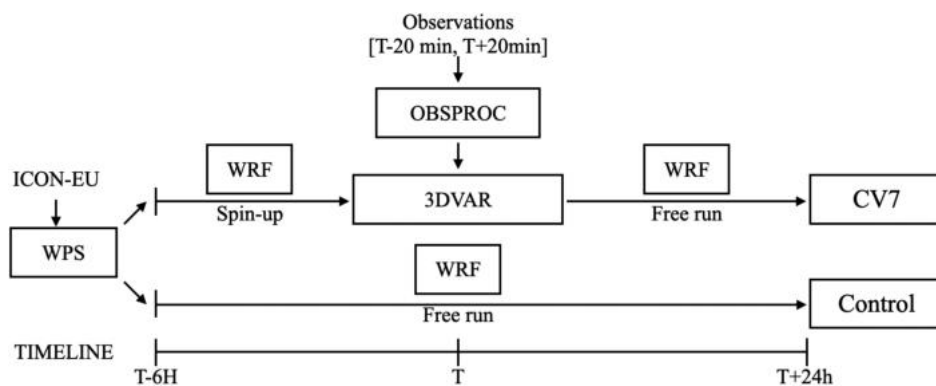 Observations
[T-20 min, T+20min]
OBSPROC
WRF
WRF
ICON-EU
3DVAR
CV7
Spin-up
Free run
WPS
WRF
Control
Free run
TIMELINE
T-6H
T
T+24h